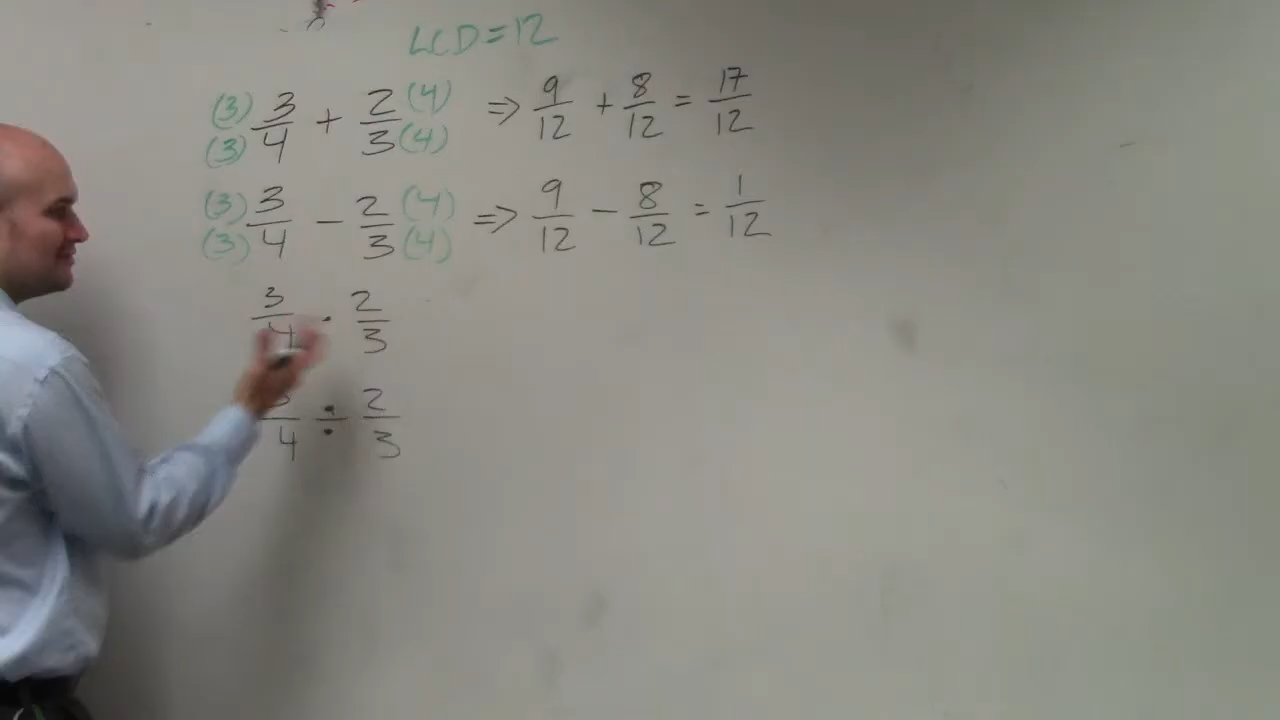 LCD = 12
(3)/(3) 3/4 + 2/3 (4)/(4) ⇒ 9/12 + 8/12 = 17/12
(3)/(3) 3/4 − 2/3 (4)/(4) ⇒ 9/12 − 8/12 = 1/12
3/4 · 2/3
3/4 ÷ 2/3